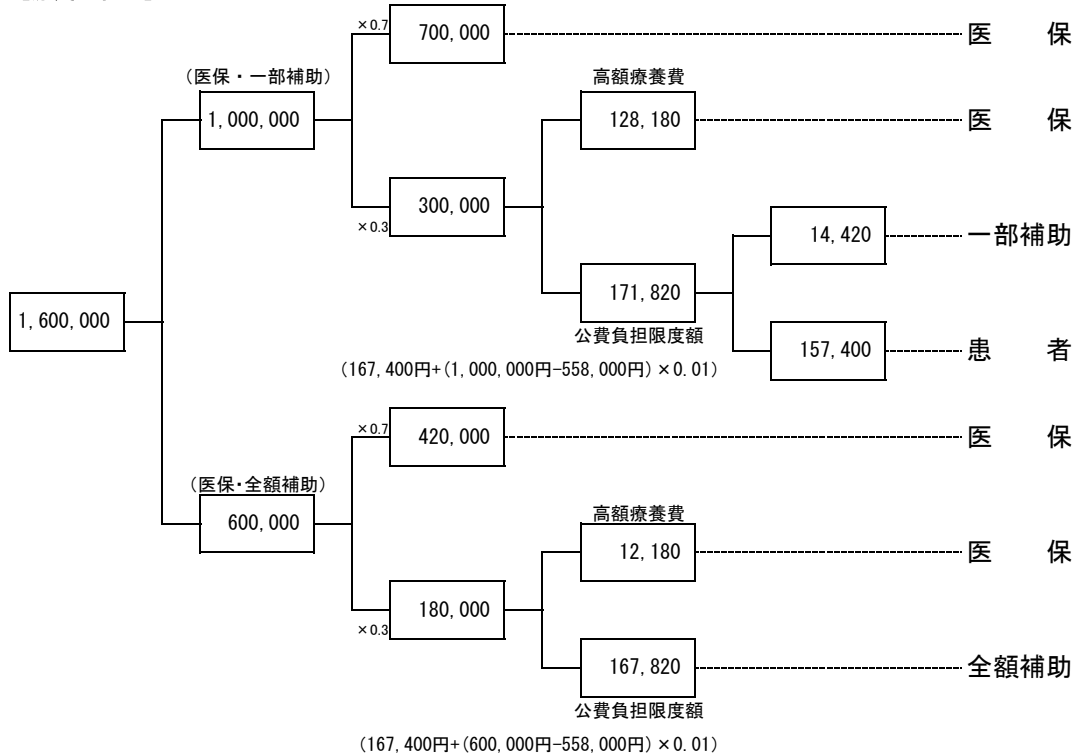 ×0.7
700,000
医　保
(医保・一部補助)
1,000,000
高額療養費
128,180
医　保
×0.3
300,000
14,420
一部補助
171,820
公費負担限度額
1,600,000
157,400
患　者
(167,400円+(1,000,000円−558,000円)×0.01)
×0.7
420,000
医　保
(医保・全額補助)
600,000
高額療養費
12,180
医　保
×0.3
180,000
167,820
全額補助
公費負担限度額
(167,400円+(600,000円−558,000円)×0.01)